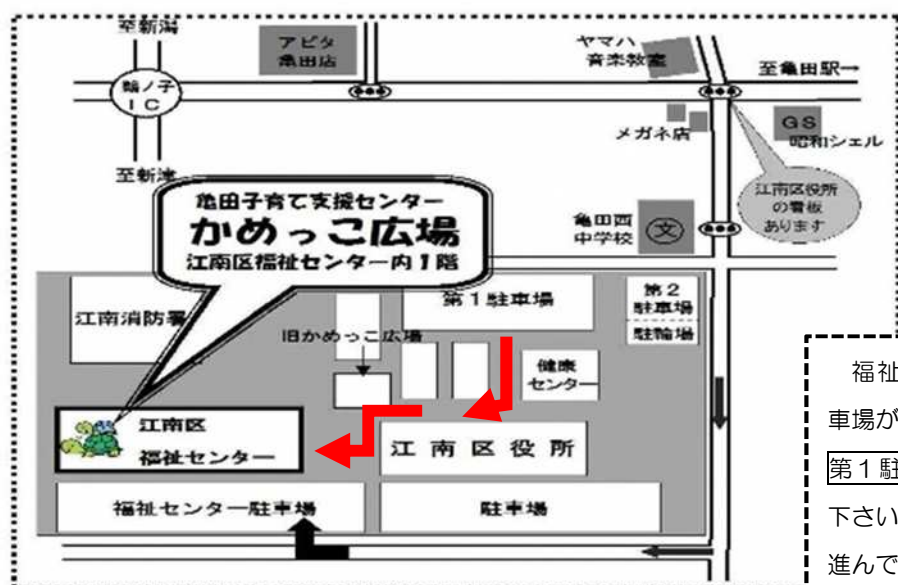 至新潟
アピタ
亀田店
ヤマハ
音楽教室
至亀田駅→
ＩＣ
メガネ店
ＧＳ
昭和シェル
至新津
江南区役所
の看板
あります
亀田子育て支援センター
かめっこ広場
江南区福祉センター内１階
亀田西
中学校
文
江南消防署
第１駐車場
第２
駐車場
駐輪場
旧かめっこ広場
健康
センター
江南区
福祉センター
江南区役所
福祉センター駐車場
駐車場
福祉
車場が
第１駐
下さい
進んで